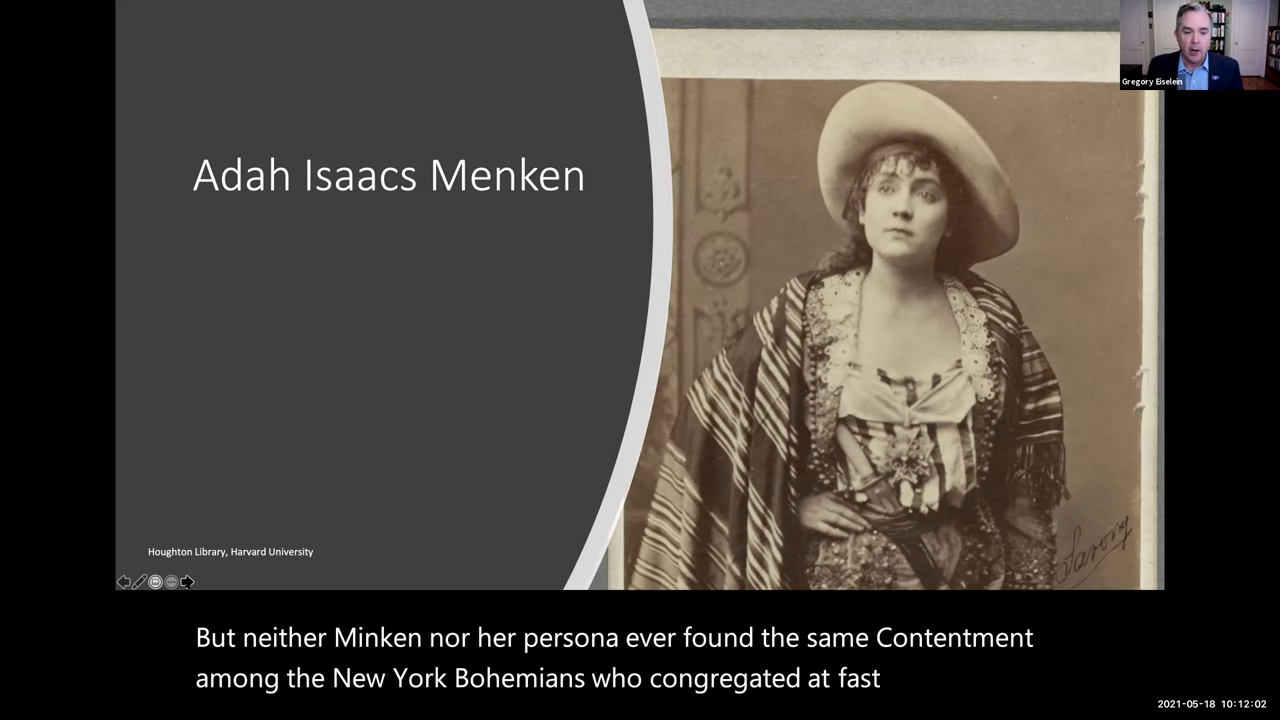 Gregory Eiselein
Adah Isaacs Menken
Sarony
Houghton Library, Harvard University
But neither Minken nor her persona ever found the same Contentment
among the New York Bohemians who congregated at fast
2021-05-18 10:12:02